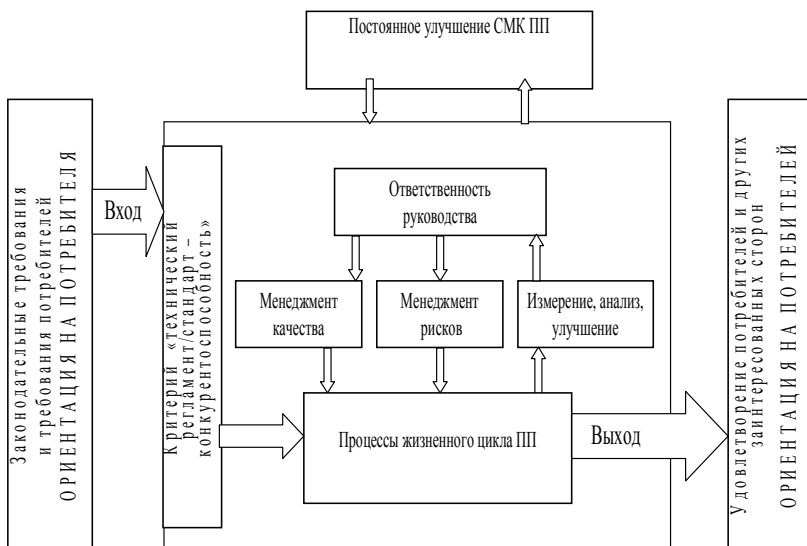 Постоянное улучшение СМК ПП
Законодательные требования
и требования потребителей
ОРИЕНТАЦИЯ НА ПОТРЕБИТЕЛЯ
Вход
Критерий «технический
регламент/стандарт –
конкурентоспособность»
Ответственность
руководства
Менеджмент
качества
Менеджмент
рисков
Измерение, анализ,
улучшение
Процессы жизненного цикла ПП
Выход
Удовлетворение потребителей и других
заинтересованных сторон
ОРИЕНТАЦИЯ НА ПОТРЕБИТЕЛЕЙ